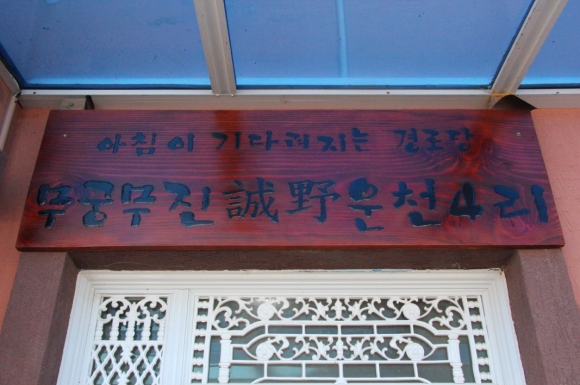 아침이 기다려지는 경로당
무궁무진 誠野 운천4리